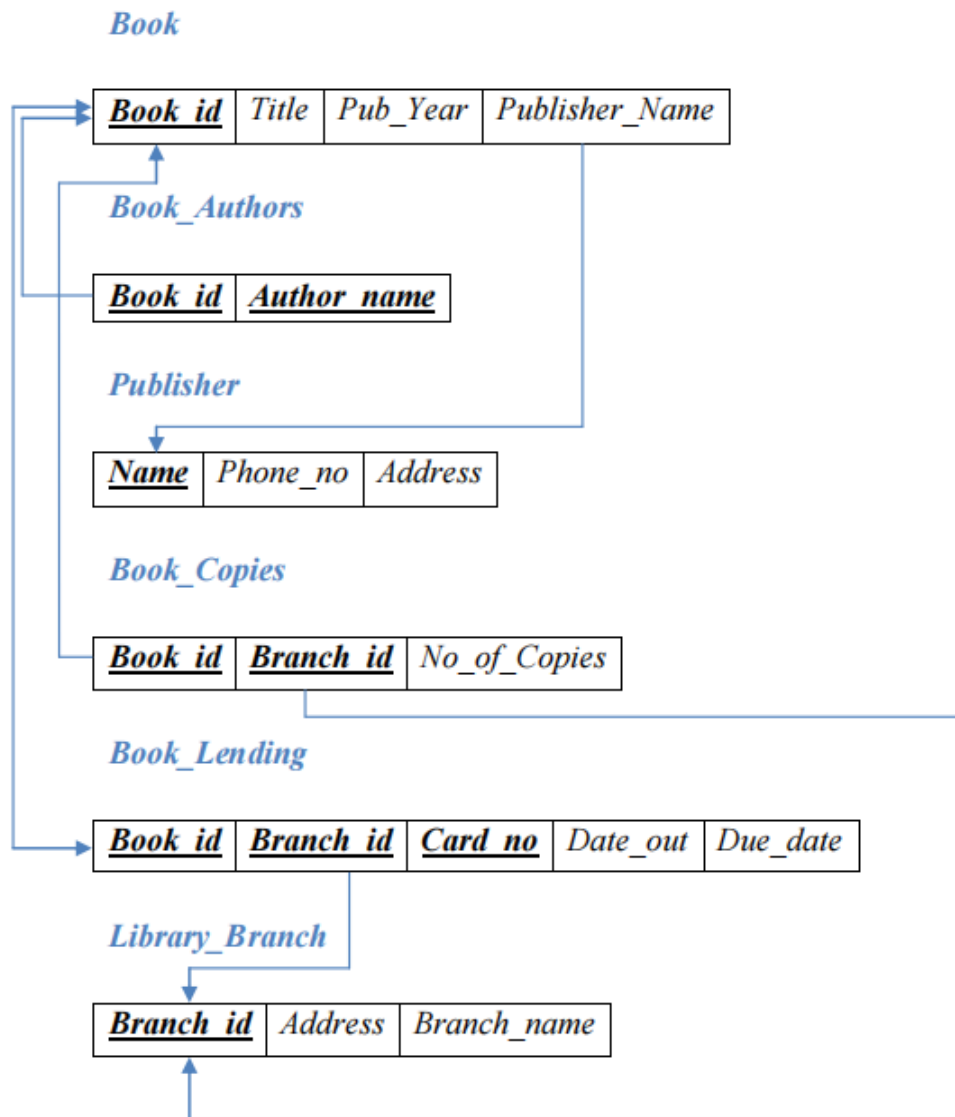 Book
Book_id Title Pub_Year Publisher_Name
Book_Authors
Book_id Author_name
Publisher
Name Phone_no Address
Book_Copies
Book_id Branch_id No_of_Copies
Book_Lending
Book_id Branch_id Card_no Date_out Due_date
Library_Branch
Branch_id Address Branch_name